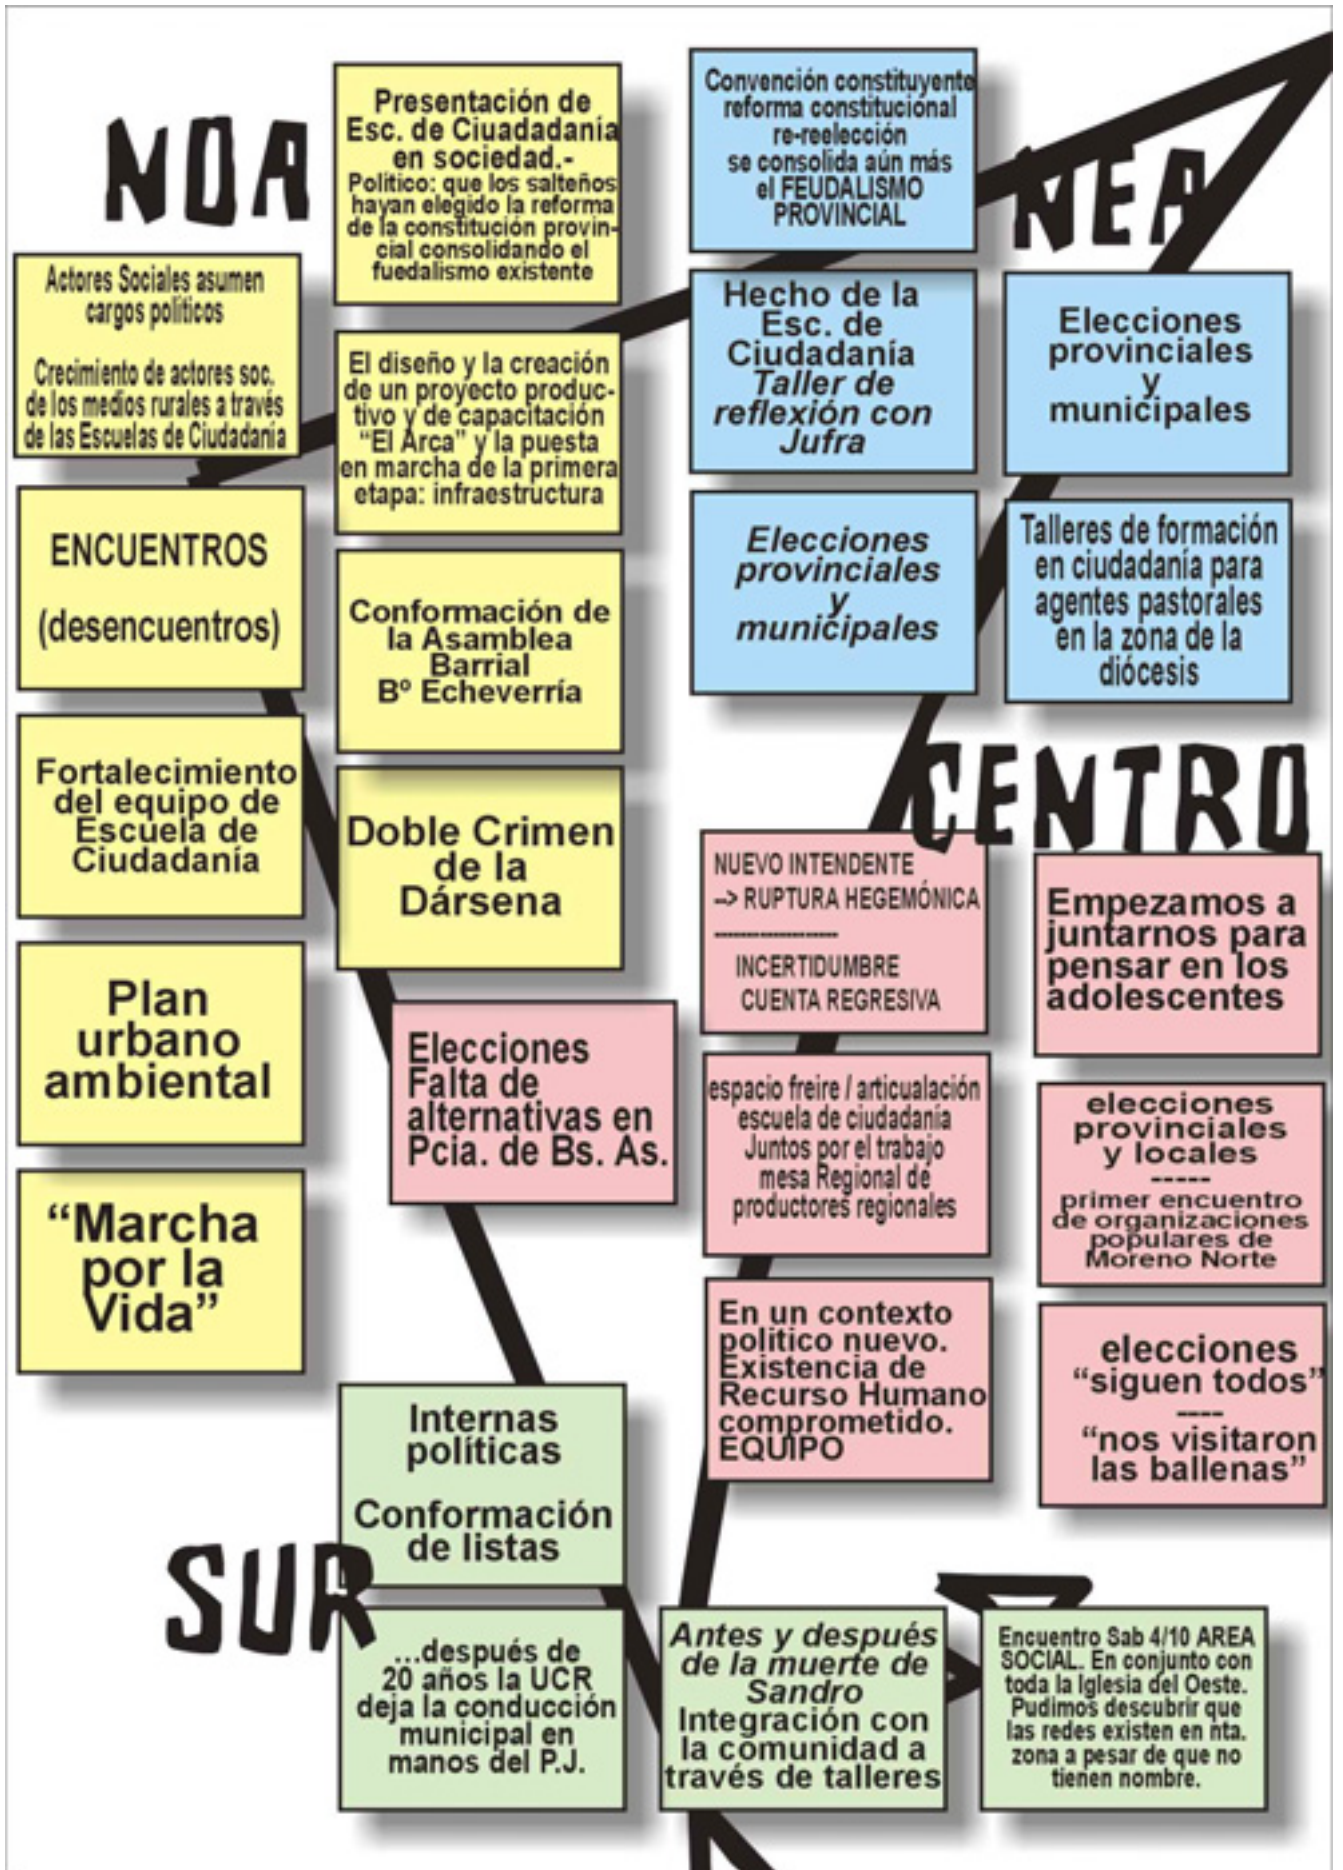 NOA
Presentación de
Esc. de Ciuadadanía
en sociedad.-
Político: que los salteños
hayan elegido la reforma
de la constitución provin-
cial consolidando el
fuedalismo existente
Actores Sociales asumen
cargos políticos
Crecimiento de actores soc.
de los medios rurales a través
de las Escuelas de Ciudadanía
El diseño y la creación
de un proyecto produc-
tivo y de capacitación
“El Arca” y la puesta
en marcha de la primera
etapa: infraestructura
ENCUENTROS
(desencuentros)
Conformación de
la Asamblea
Barrial
Bº Echeverría
Fortalecimiento
del equipo de
Escuela de
Ciudadanía
Doble Crimen
de la
Dársena
Plan
urbano
ambiental
“Marcha
por la
Vida”
NEA
Convención constituyente
reforma constitucional
re-reelección
se consolida aún más
el FEUDALISMO
PROVINCIAL
Hecho de la
Esc. de
Ciudadanía
Taller de
reflexión con
Jufra
Elecciones
provinciales
y
municipales
Elecciones
provinciales
y
municipales
Talleres de formación
en ciudadanía para
agentes pastorales
en la zona de la
diócesis
CENTRO
Elecciones
Falta de
alternativas en
Pcia. de Bs. As.
NUEVO INTENDENTE
--> RUPTURA HEGEMÓNICA
--------------------
INCERTIDUMBRE
CUENTA REGRESIVA
Empezamos a
juntarnos para
pensar en los
adolescentes
espacio freire / articualación
escuela de ciudadanía
Juntos por el trabajo
mesa Regional de
productores regionales
elecciones
provinciales
y locales
-----
primer encuentro
de organizaciones
populares de
Moreno Norte
En un contexto
político nuevo.
Existencia de
Recurso Humano
comprometido.
EQUIPO
elecciones
“siguen todos”
----
“nos visitaron
las ballenas”
SUR
Internas
políticas
Conformación
de listas
...después de
20 años la UCR
deja la conducción
municipal en
manos del P.J.
Antes y después
de la muerte de
Sandro
Integración con
la comunidad a
través de talleres
Encuentro Sab 4/10 AREA
SOCIAL. En conjunto con
toda la Iglesia del Oeste.
Pudimos descubrir que
las redes existen en nta.
zona a pesar de que no
tienen nombre.